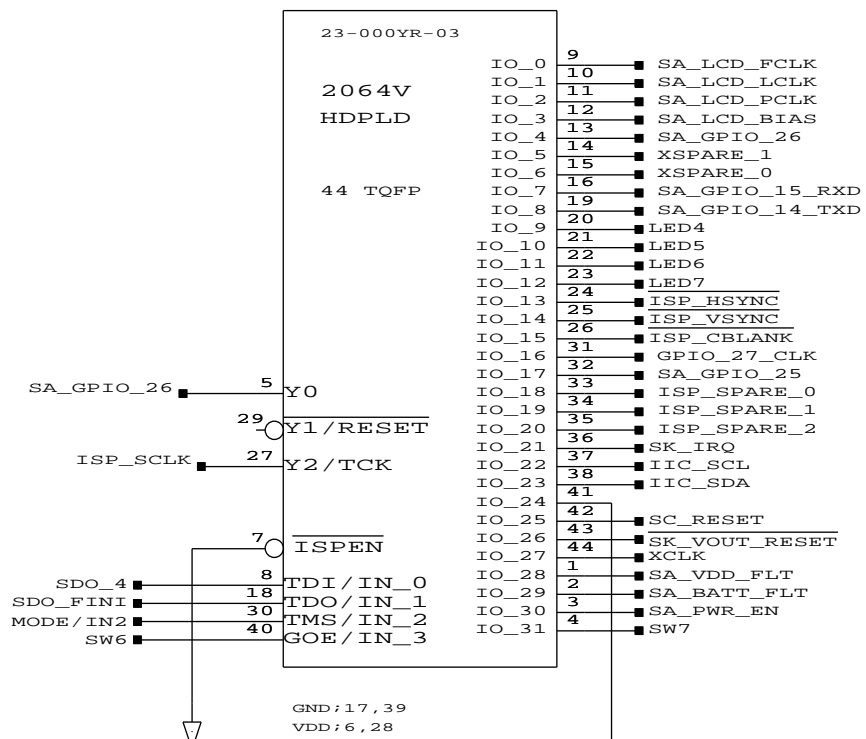 23-000YR-03
2064V
HDPLD
44 TQFP
IO_0 9 SA_LCD_FCLK
IO_1 10 SA_LCD_LCLK
IO_2 11 SA_LCD_PCLK
IO_3 12 SA_LCD_BIAS
IO_4 13 SA_GPIO_26
IO_5 14 XSPARE_1
IO_6 15 XSPARE_0
IO_7 16 SA_GPIO_15_RXD
IO_8 19 SA_GPIO_14_TXD
IO_9 20 LED4
IO_10 21 LED5
IO_11 22 LED6
IO_12 23 LED7
IO_13 24 ISP_HSYNC
IO_14 25 ISP_VSYNC
IO_15 26 ISP_CBLANK
IO_16 31 GPIO_27_CLK
IO_17 32 SA_GPIO_25
IO_18 33 ISP_SPARE_0
IO_19 34 ISP_SPARE_1
IO_20 35 ISP_SPARE_2
IO_21 36 SK_IRQ
IO_22 37 IIC_SCL
IO_23 38 IIC_SDA
IO_24 41
IO_25 42 SC_RESET
IO_26 43 SK_VOUT_RESET
IO_27 44 XCLK
IO_28 1 SA_VDD_FLT
IO_29 2 SA_BATT_FLT
IO_30 3 SA_PWR_EN
IO_31 4 SW7
SA_GPIO_26 5 Y0
29 Y1/RESET
ISP_SCLK 27 Y2/TCK
7 ISPEN
SDO_4 8 TDI/IN_0
SDO_FINI 18 TDO/IN_1
MODE/IN2 30 TMS/IN_2
SW6 40 GOE/IN_3
GND;17,39
VDD;6,28